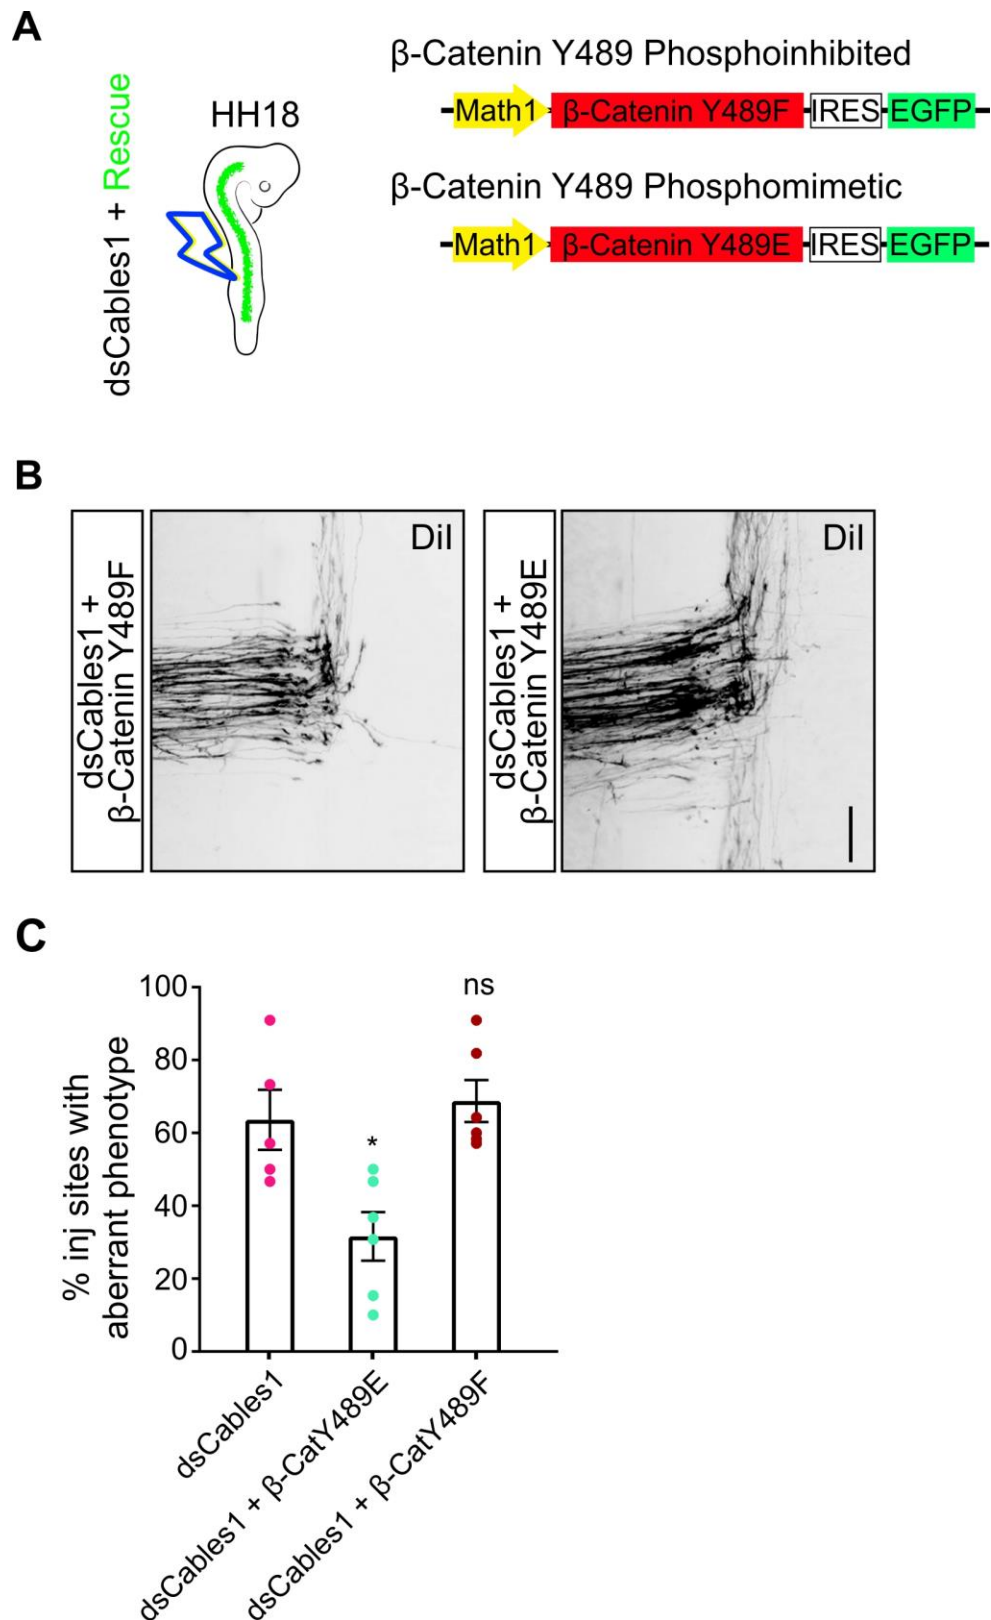 A
dsCables1 + Rescue
HH18
β-Catenin Y489 Phosphoinhibited
Math1 β-Catenin Y489F IRES EGFP
β-Catenin Y489 Phosphomimetic
Math1 β-Catenin Y489E IRES EGFP
B
dsCables1 +
β-Catenin Y489F
DiI
dsCables1 +
β-Catenin Y489E
DiI
C
% inj sites with
aberrant phenotype
100
80
60
40
20
0
*
ns
dsCables1
dsCables1 + β-CatY489E
dsCables1 + β-CatY489F